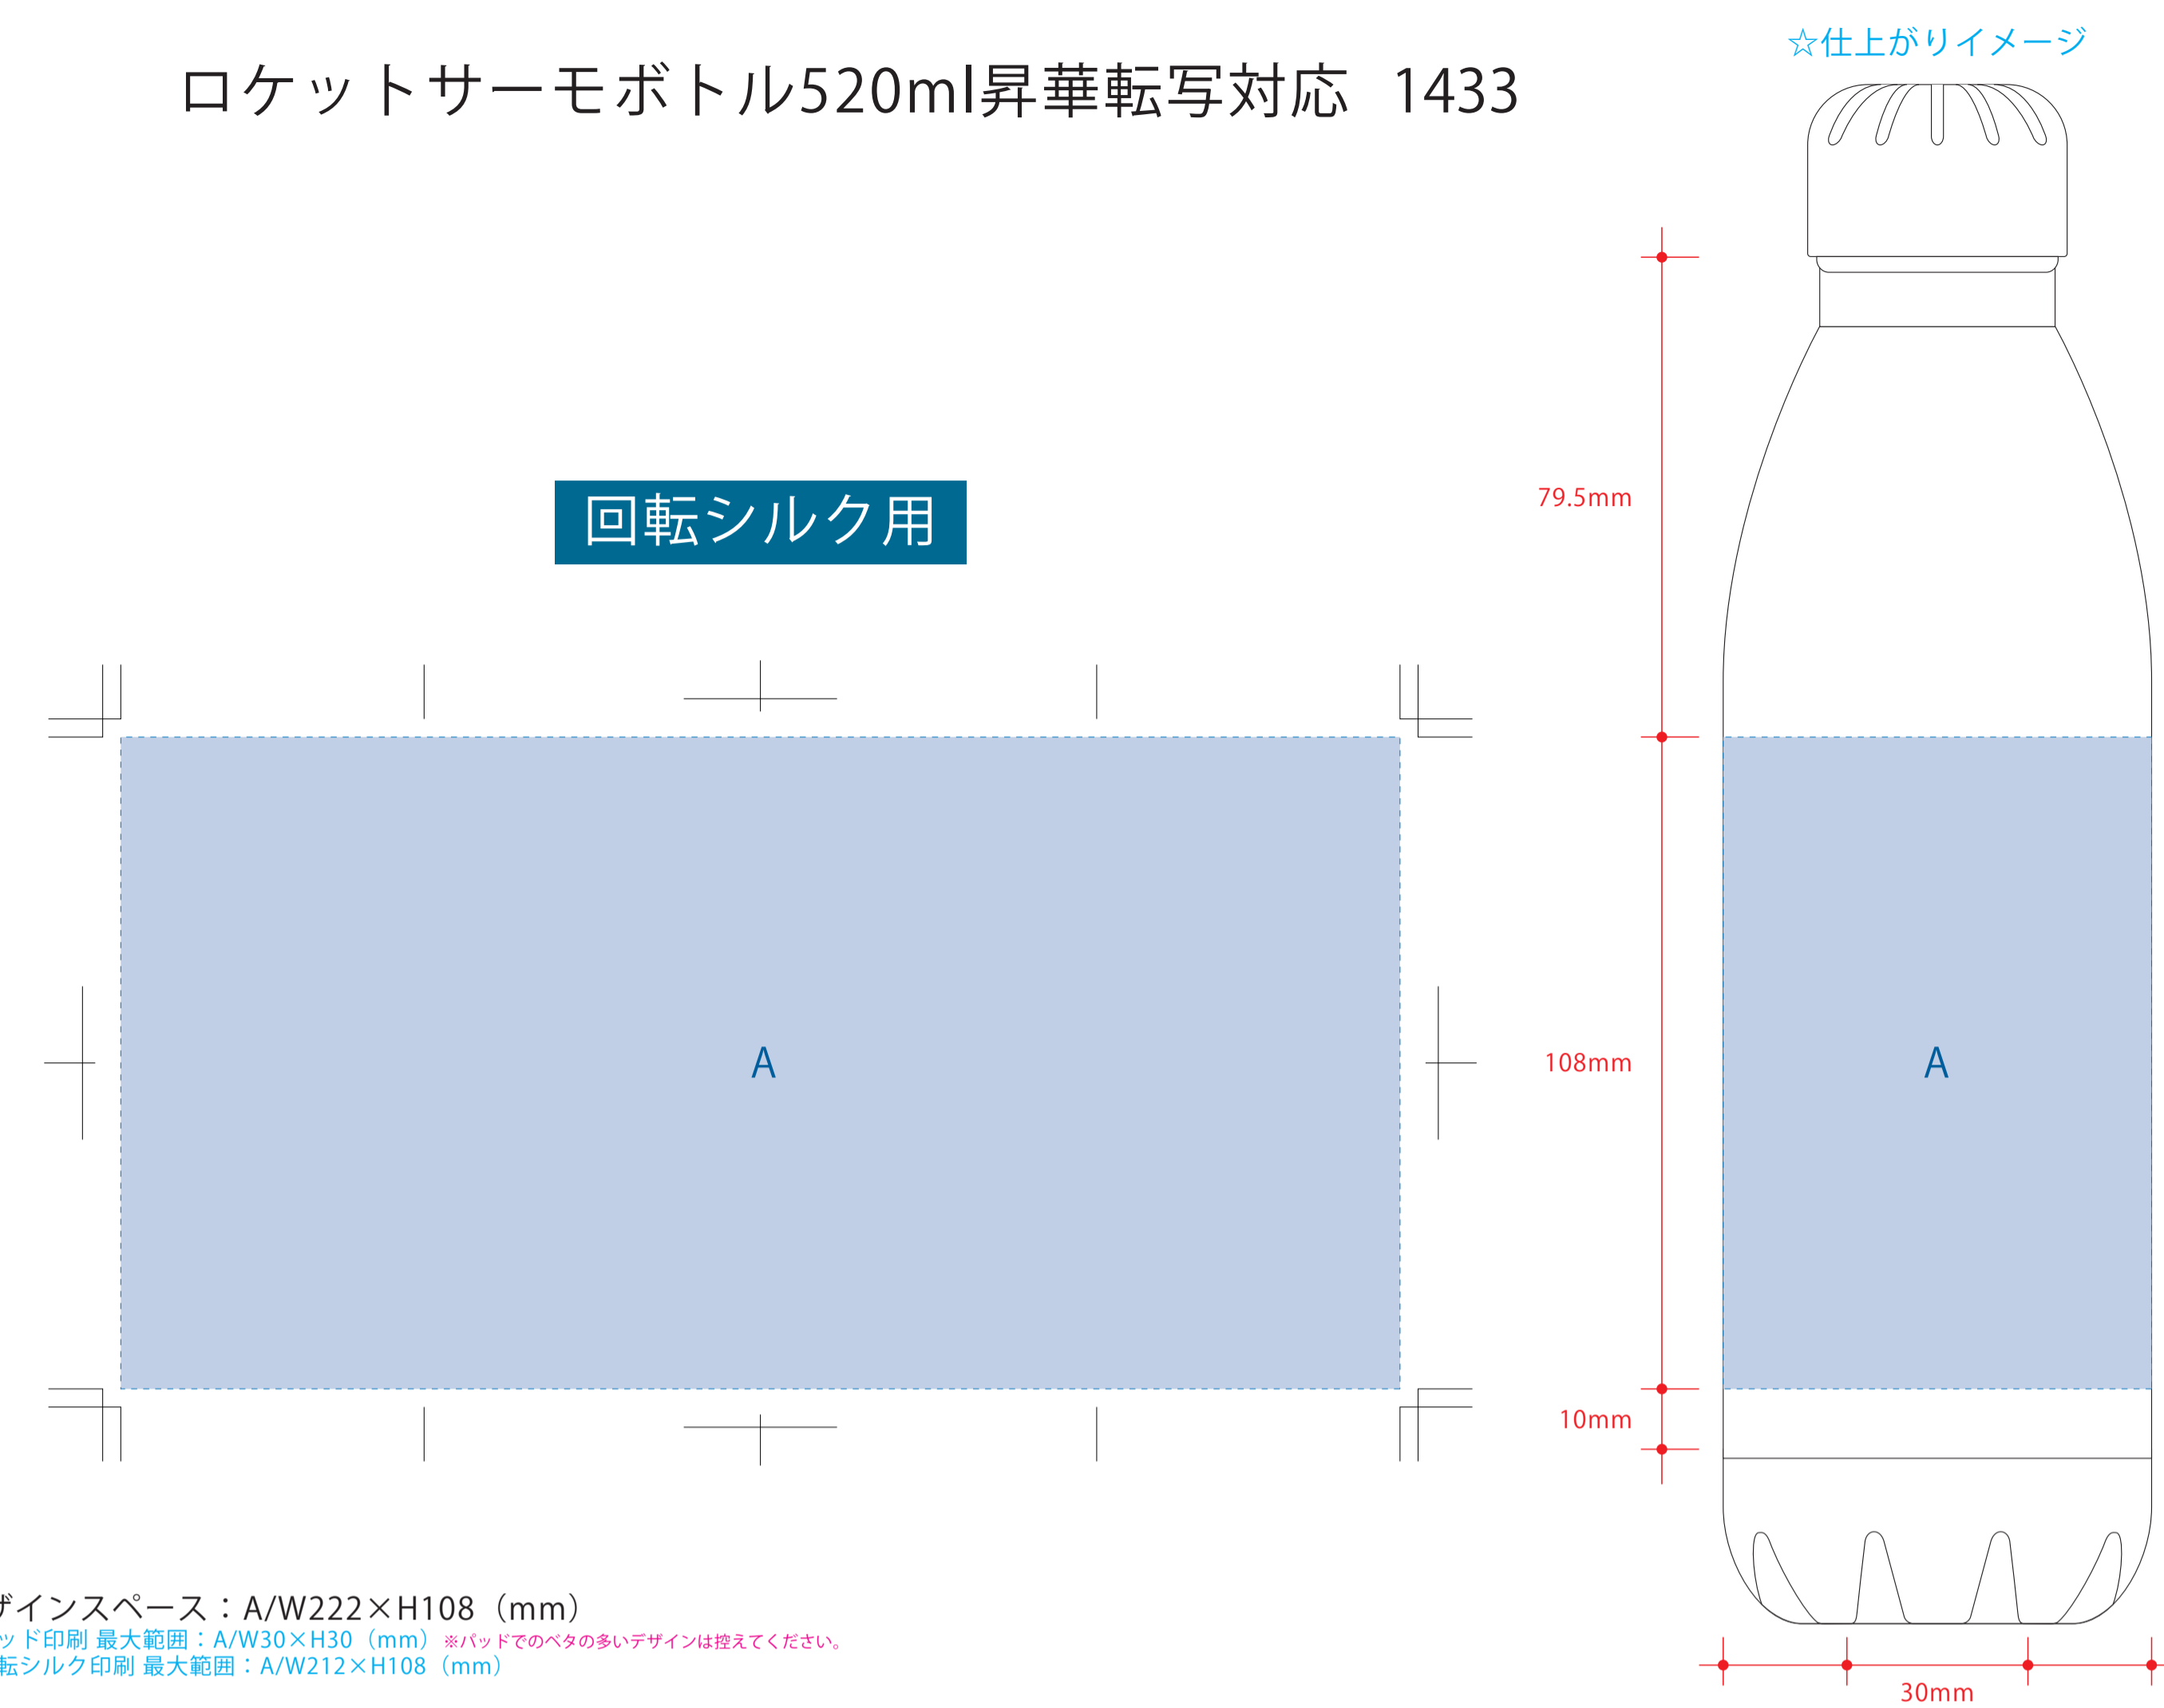 ロケットサーモボトル520ml昇華転写対応 1433
☆仕上がりイメージ
回転シルク用
79.5mm
A
A
108mm
10mm
30mm
ザインスペース：A/W222×H108（mm）
ッド印刷 最大範囲：A/W30×H30（mm）※パッドでのベタのあるデザインは措控えてください。
転シルク印刷 最大範囲：A/W212×H108（mm）